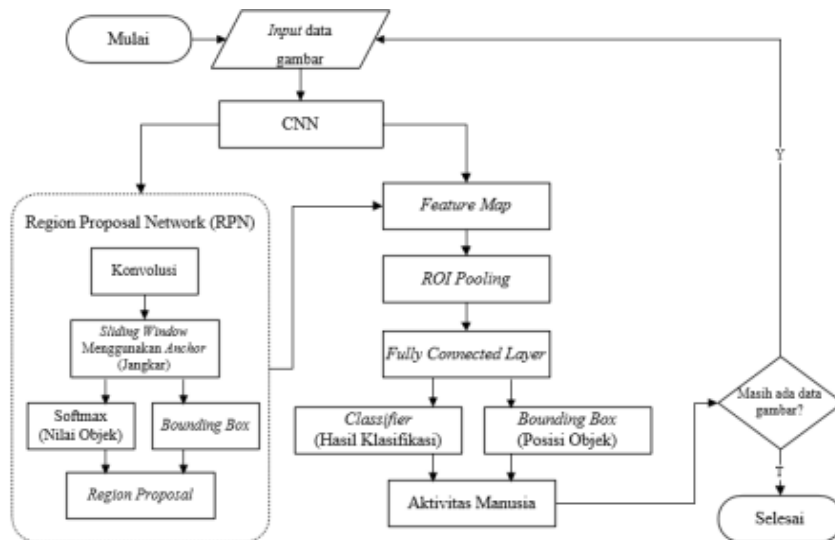 Mulai
Input data
gambar
CNN
Y
Region Proposal Network (RPN)
Konvolusi
Sliding Window
Menggunakan Anchor
(Jangkar)
Softmax
(Nilai Objek)
Bounding Box
Region Proposal
Feature Map
ROI Pooling
Fully Connected Layer
Classifier
(Hasil Klasifikasi)
Bounding Box
(Posisi Objek)
Aktivitas Manusia
Masih ada data
gambar?
T
Selesai